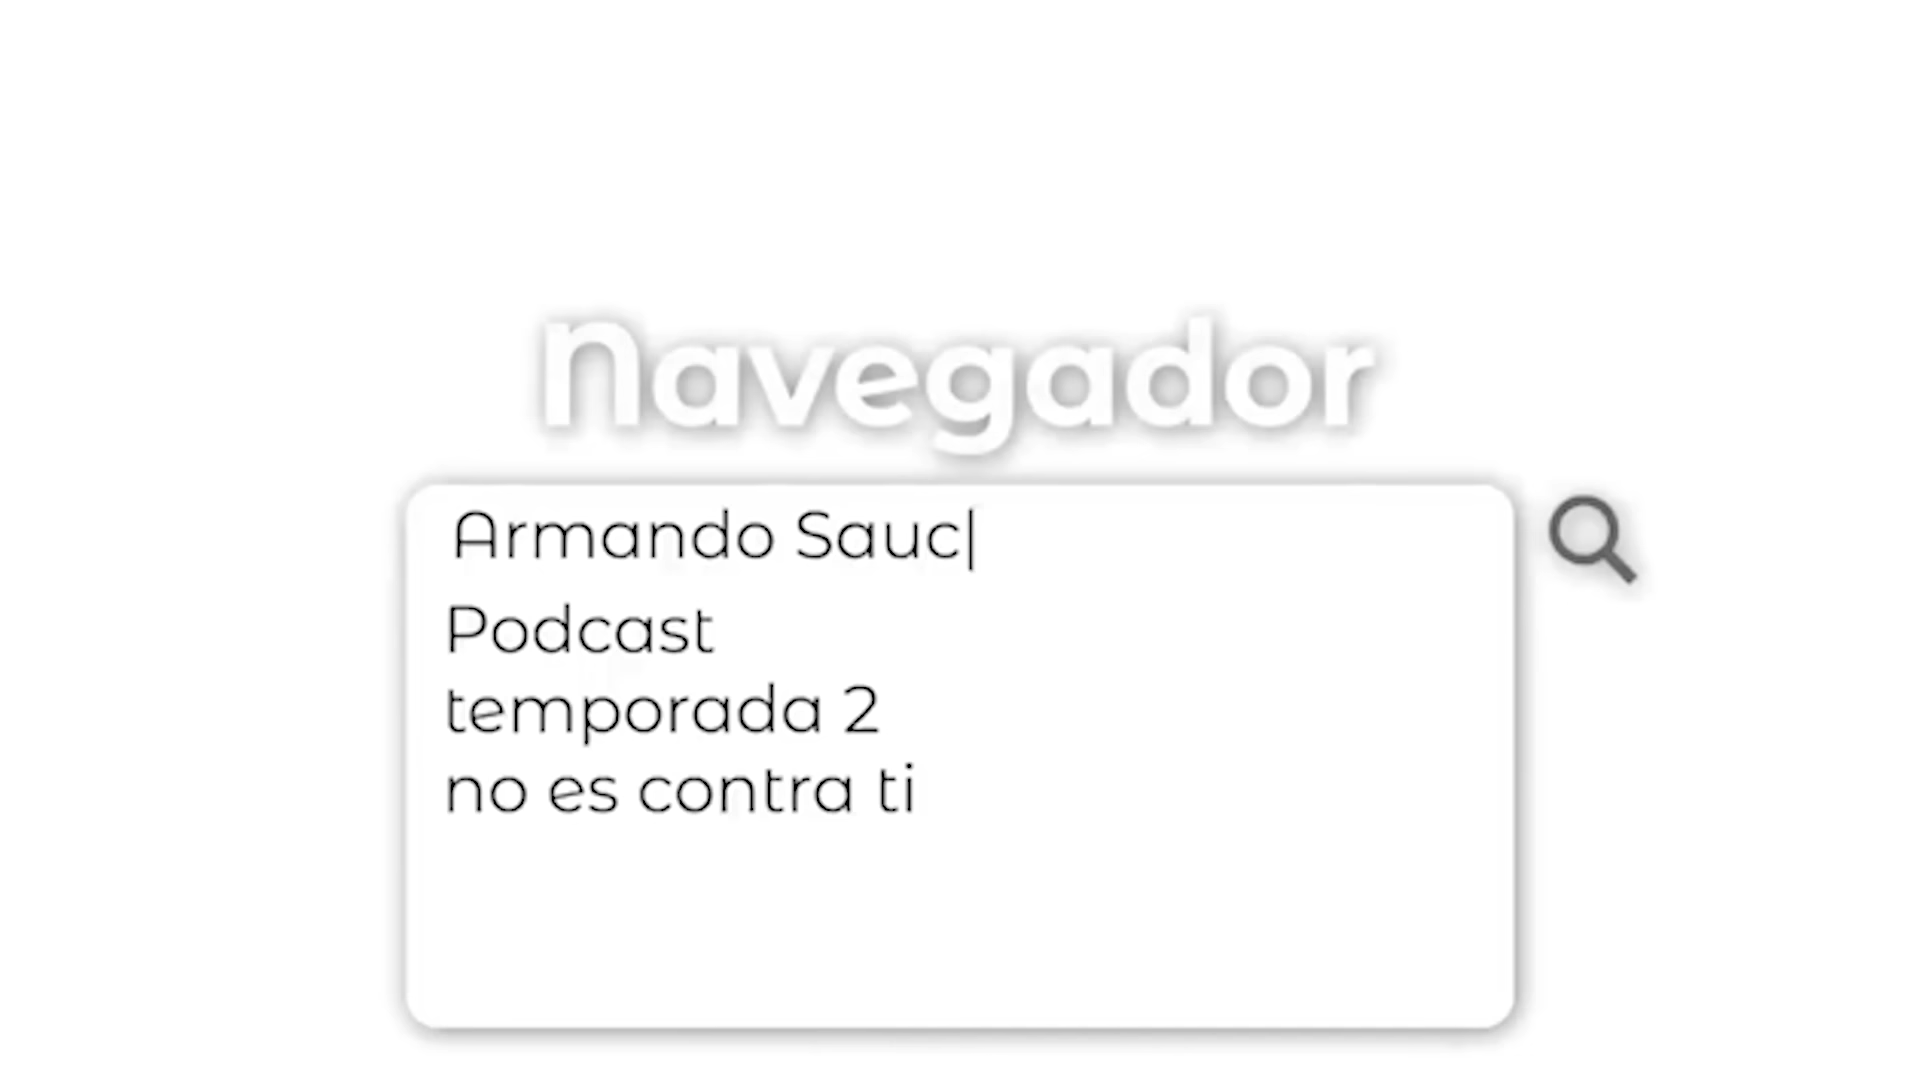 Navegador
Armando Sauc
Podcast
temporada 2
no es contra ti